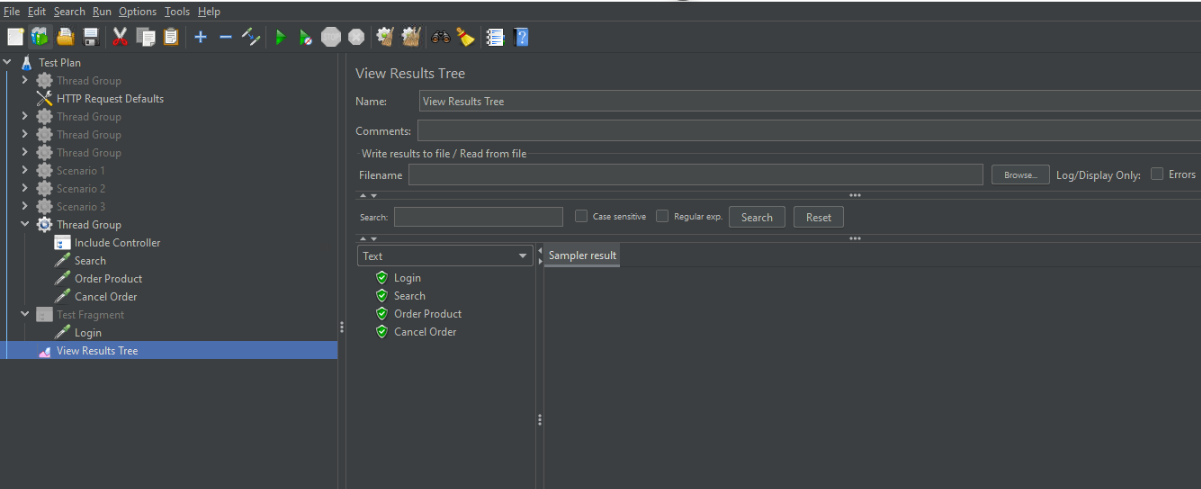 File Edit Search Run Options Tools Help
Test Plan
Thread Group
HTTP Request Defaults
Thread Group
Thread Group
Thread Group
Scenario 1
Scenario 2
Scenario 3
Thread Group
Include Controller
Search
Order Product
Cancel Order
Test Fragment
Login
View Results Tree
View Results Tree
Name: View Results Tree
Comments:
Write results to file / Read from file
Filename Browse... Log/Display Only: Errors
Search: Case sensitive Regular exp. Search Reset
Text
Login
Search
Order Product
Cancel Order
Sampler result